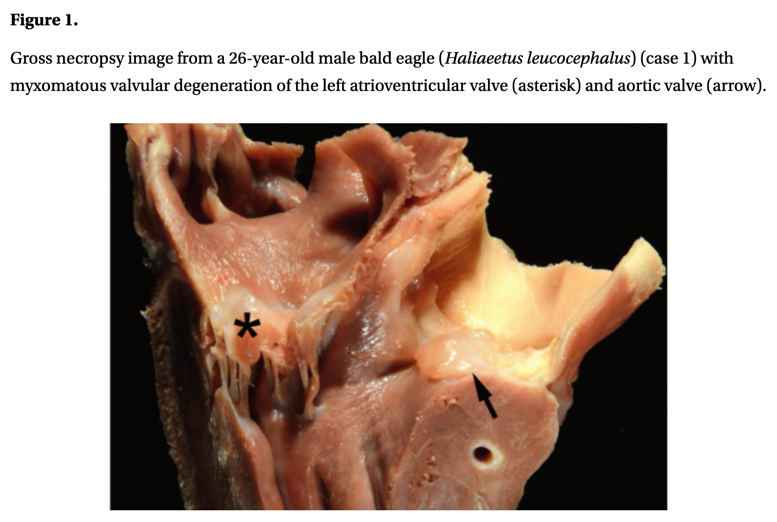 Figure 1.
Gross necropsy image from a 26-year-old male bald eagle (Haliaeetus leucocephalus) (case 1) with
myxomatous valvular degeneration of the left atrioventricular valve (asterisk) and aortic valve (arrow).
*